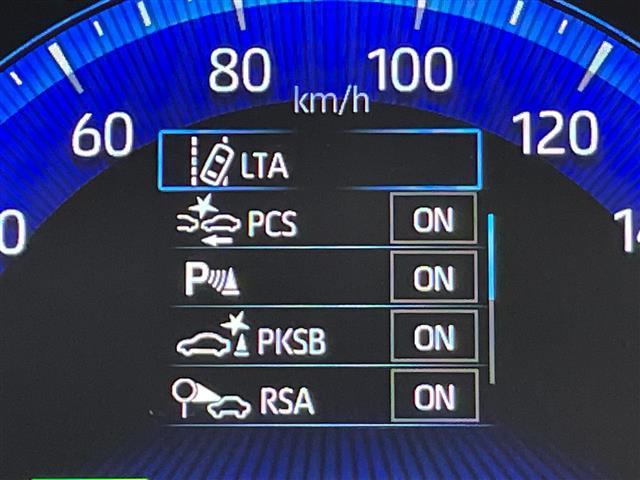 80 100
km/h
60 120
LTA
PCS ON
P ON
PKSB ON
RSA ON